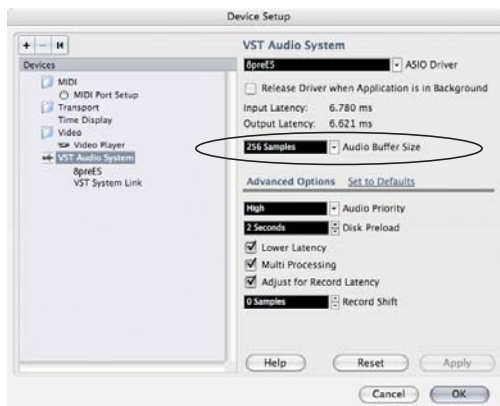 Device Setup
+ – |◀
Devices
MIDI
MIDI Port Setup
Transport
Time Display
Video
Video Player
VST Audio System
8preES
VST System Link
VST Audio System
8preES ASIO Driver
Release Driver when Application is in Background
Input Latency: 6.780 ms
Output Latency: 6.621 ms
256 Samples Audio Buffer Size
Advanced Options Set to Defaults
High Audio Priority
2 Seconds Disk Preload
Lower Latency
Multi Processing
Adjust for Record Latency
0 Samples Record Shift
Help Reset Apply
Cancel OK